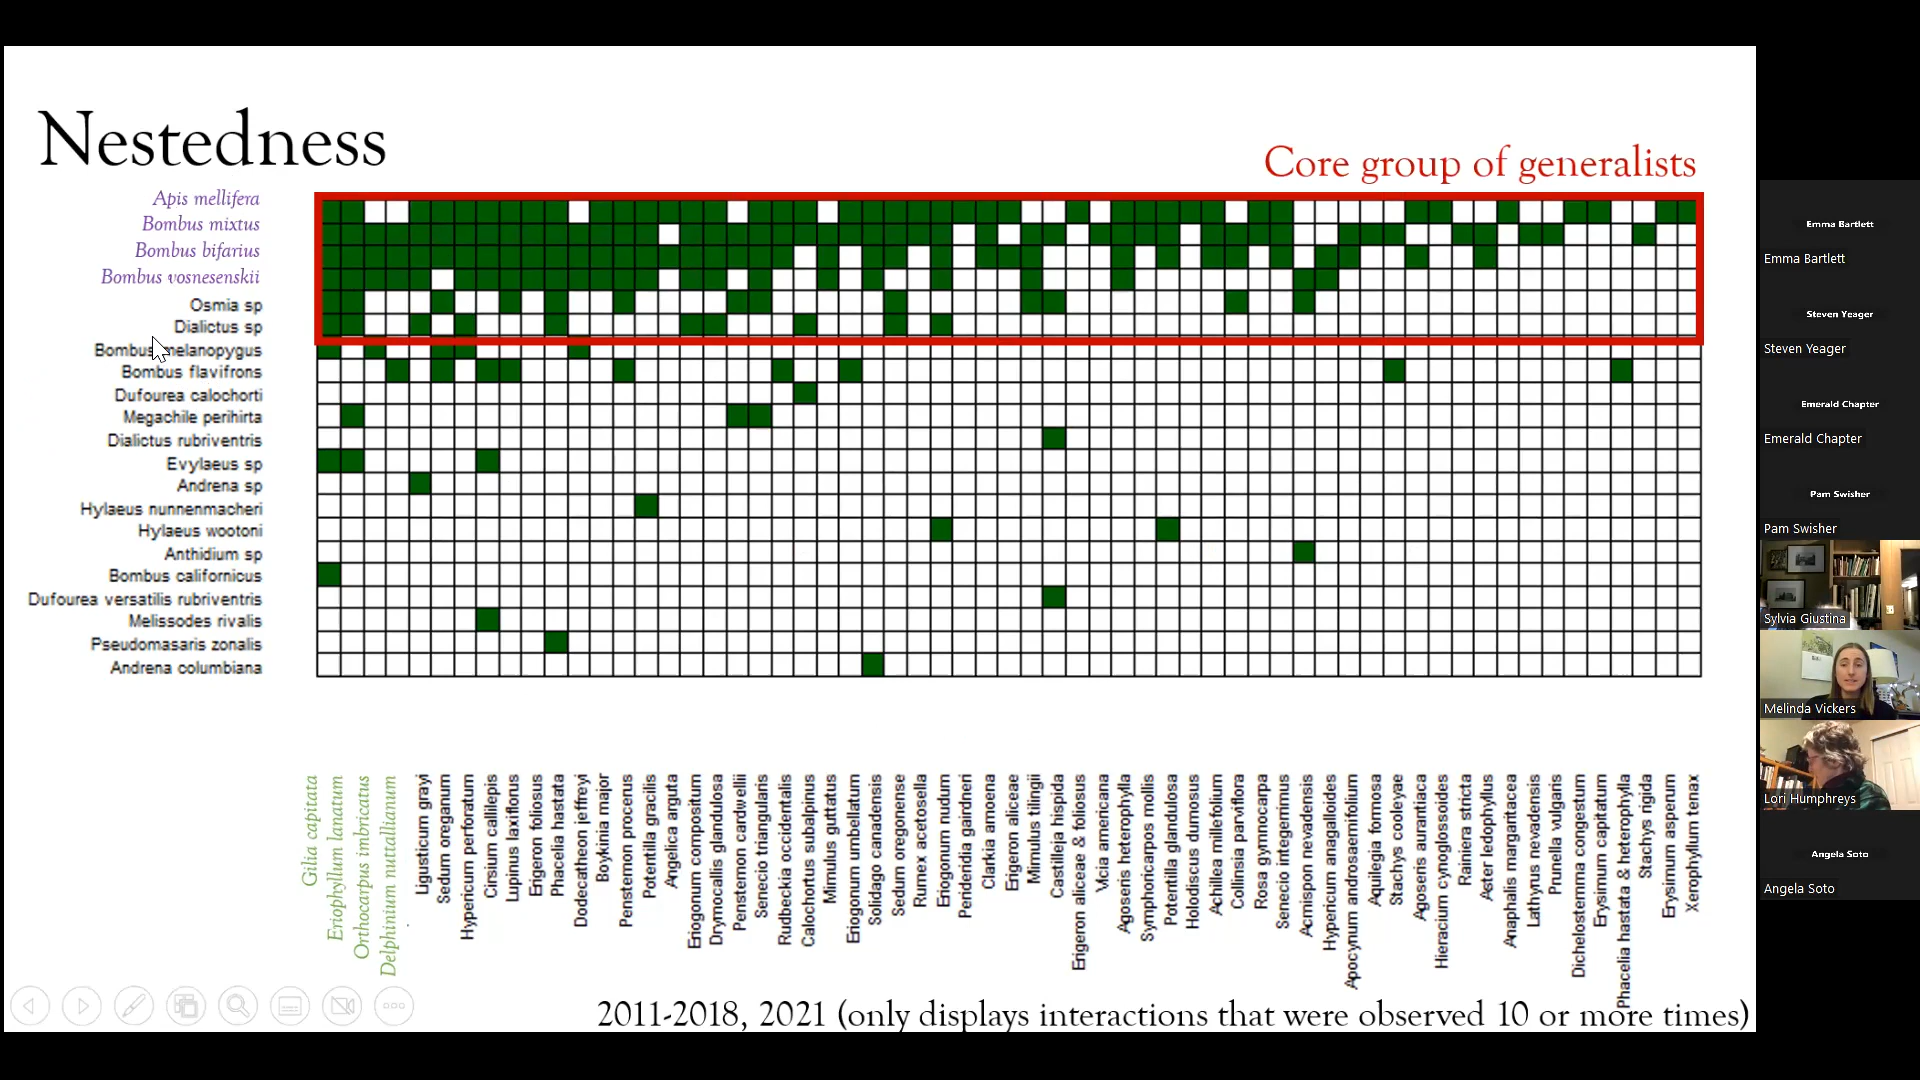 Nestedness
Core group of generalists
Apis mellifera
Bombus mixtus
Bombus bifarius
Bombus vosnesenskii
Osmia sp
Dialictus sp
Bombus melanopygus
Bombus flavifrons
Dufourea calochorti
Megachile perihirta
Dialictus rubriventris
Evylaeus sp
Andrena sp
Hylaeus nunnenmacheri
Hylaeus wootoni
Anthidium sp
Bombus californicus
Dufourea versatilis rubriventris
Melissodes rivalis
Pseudomasaris zonalis
Andrena columbiana
Gilia capitata
Eriophyllum lanatum
Orthocarpus imbricatus
Delphinium nuttallianum
Ligusticum grayi
Sedum oreganum
Hypericum perforatum
Cirsium callilepis
Lupinus laxiflorus
Erigeron foliosus
Phacelia hastata
Dodecatheon jeffreyi
Boykinia major
Penstemon procerus
Potentilla gracilis
Angelica arguta
Eriogonum compositum
Drymocallis glandulosa
Penstemon cardwellii
Senecio triangularis
Rudbeckia occidentalis
Calochortus subalpinus
Mimulus guttatus
Eriogonum umbellatum
Solidago canadensis
Sedum oregonense
Rumex acetosella
Eriogonum nudum
Perideridia gairdneri
Clarkia amoena
Erigeron aliceae
Mimulus tilingii
Castilleja hispida
Erigeron aliceae & foliosus
Vicia americana
Agoseris heterophylla
Symphoricarpos mollis
Potentilla glandulosa
Holodiscus dumosus
Achillea millefolium
Collinsia parviflora
Rosa gymnocarpa
Senecio integerrimus
Acmispon nevadensis
Hypericum anagalloides
Apocynum androsaemifolium
Aquilegia formosa
Stachys cooleyae
Agoseris aurantiaca
Hieracium cynoglossoides
Rainiera stricta
Aster ledophyllus
Anaphalis margaritacea
Lathyrus nevadensis
Prunella vulgaris
Dichelostemma congestum
Erysimum capitatum
Phacelia hastata & heterophylla
Stachys rigida
Erysimum asperum
Xerophyllum tenax
2011-2018, 2021 (only displays interactions that were observed 10 or more times)
Emma Bartlett
Emma Bartlett
Steven Yeager
Steven Yeager
Emerald Chapter
Emerald Chapter
Pam Swisher
Pam Swisher
Sylvia Giustina
Melinda Vickers
Lori Humphreys
Angela Soto
Angela Soto